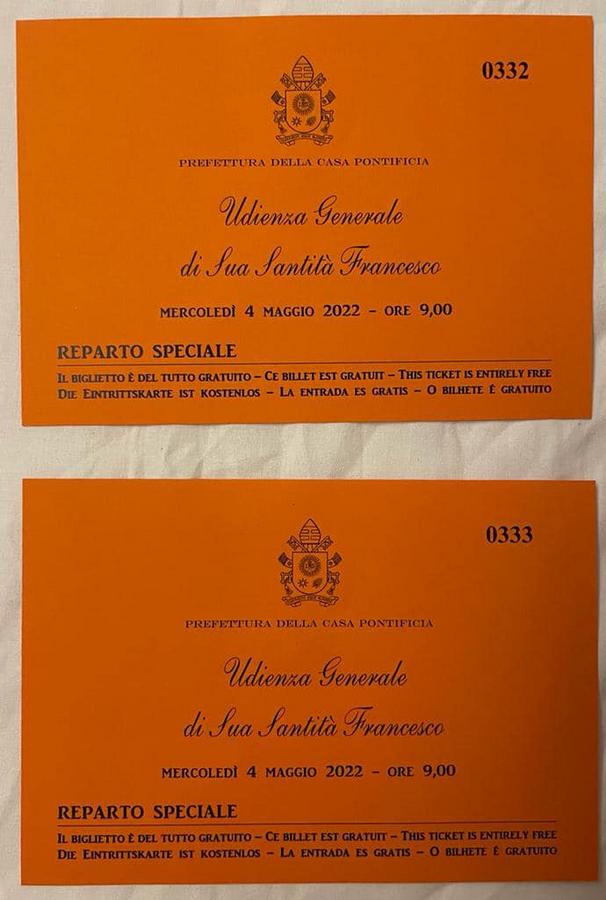 0332
PREFETTURA DELLA CASA PONTIFICIA
Udienza Generale
di Sua Santità Francesco
MERCOLEDÌ 4 MAGGIO 2022 – ORE 9,00
REPARTO SPECIALE
IL BIGLIETTO È DEL TUTTO GRATUITO – CE BILLET EST GRATUIT – THIS TICKET IS ENTIRELY FREE
DIE EINTRITTSKARTE IST KOSTENLOS – LA ENTRADA ES GRATIS – O BILHETE É GRATUITO
0333
PREFETTURA DELLA CASA PONTIFICIA
Udienza Generale
di Sua Santità Francesco
MERCOLEDÌ 4 MAGGIO 2022 – ORE 9,00
REPARTO SPECIALE
IL BIGLIETTO È DEL TUTTO GRATUITO – CE BILLET EST GRATUIT – THIS TICKET IS ENTIRELY FREE
DIE EINTRITTSKARTE IST KOSTENLOS – LA ENTRADA ES GRATIS – O BILHETE É GRATUITO